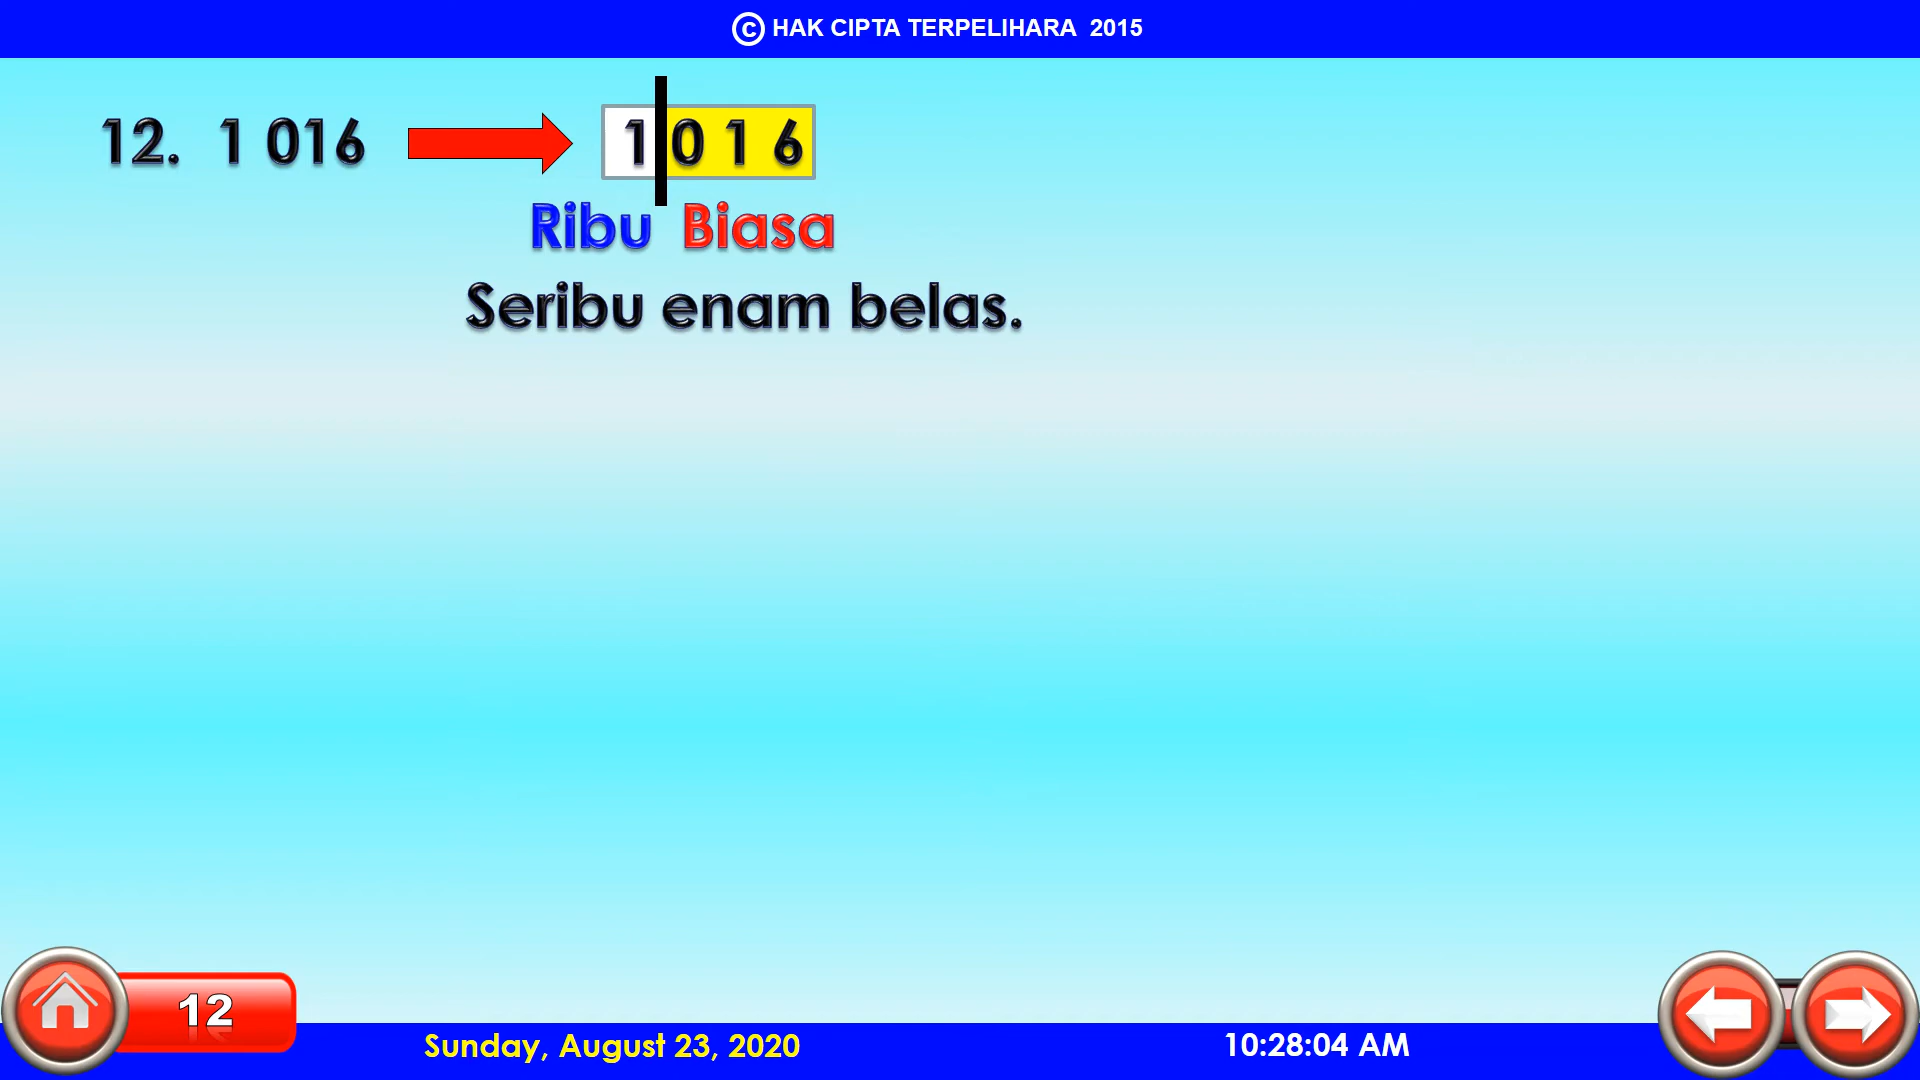 © HAK CIPTA TERPELIHARA 2015
12. 1 016 1 0 1 6
Ribu Biasa
Seribu enam belas.
12
Sunday, August 23, 2020 10:28:04 AM